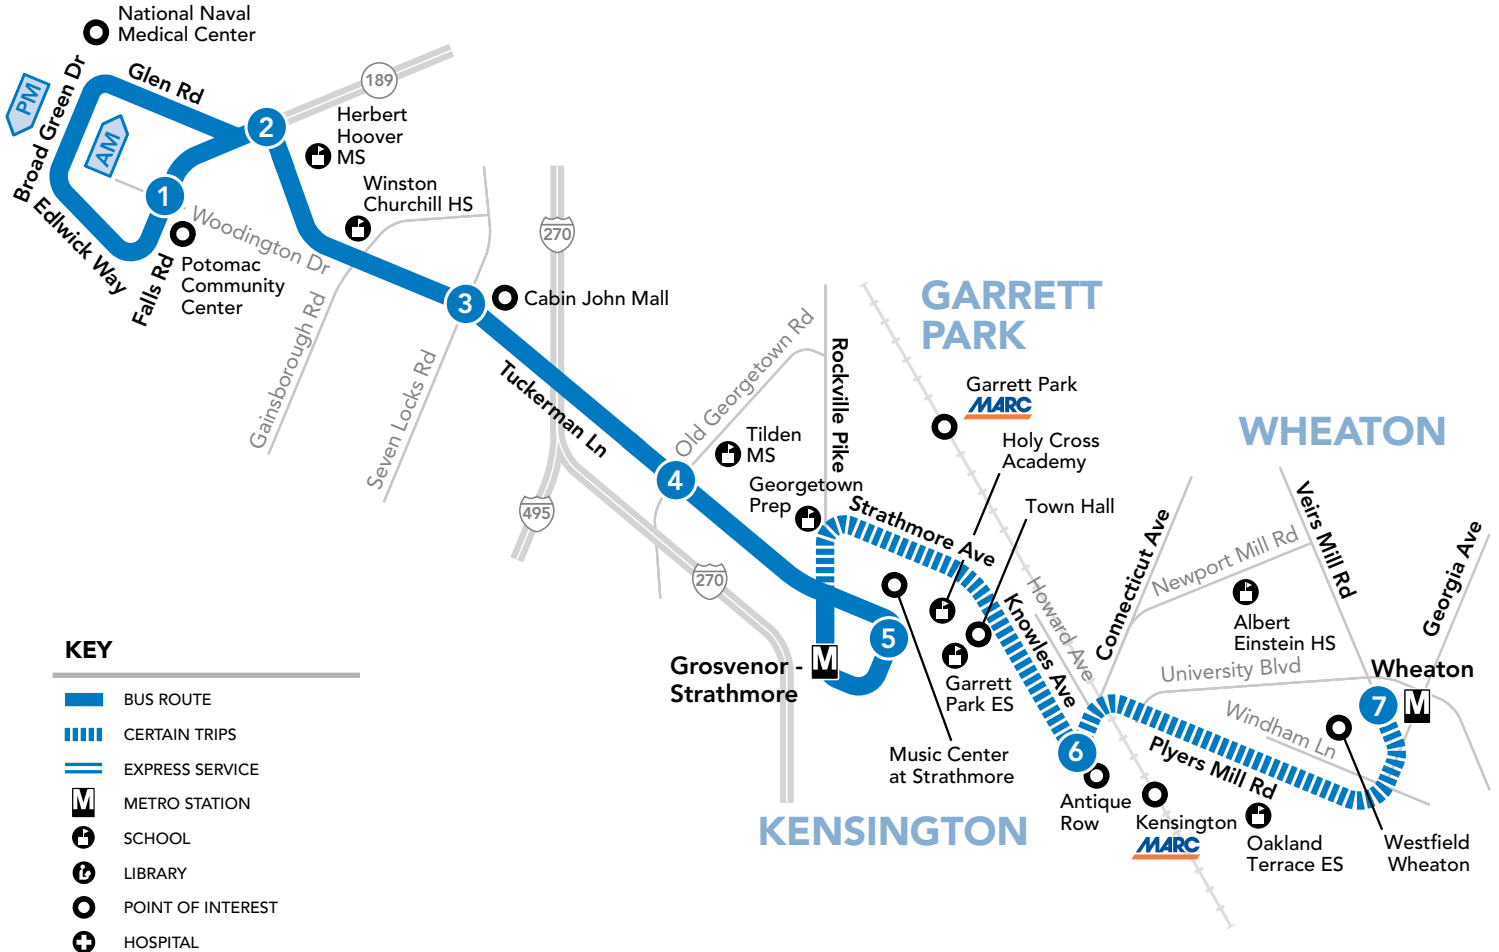 National Naval
Medical Center
PM
Broad Green Dr
Glen Rd
AM
189
2
Herbert
Hoover
MS
1
Winston
Churchill HS
Edlwick Way
Woodington Dr
Falls Rd
Potomac
Community
Center
270
Gainsborough Rd
3
Cabin John Mall
Seven Locks Rd
Tuckerman Ln
495
270
Old Georgetown Rd
4
Rockville Pike
Tilden
MS
Georgetown
Prep
GARRETT
PARK
Garrett Park
MARC
Holy Cross
Academy
Town Hall
Strathmore Ave
WHEATON
Knowles Ave
Howard Ave
Connecticut Ave
Newport Mill Rd
Veirs Mill Rd
Georgia Ave
Albert
Einstein HS
University Blvd
Wheaton
M
7
Windham Ln
5
Grosvenor -
Strathmore
M
Garrett
Park ES
Music Center
at Strathmore
6
Plyers Mill Rd
Antique
Row
Kensington
MARC
KENSINGTON
Oakland
Terrace ES
Westfield
Wheaton
KEY
BUS ROUTE
CERTAIN TRIPS
EXPRESS SERVICE
M METRO STATION
SCHOOL
LIBRARY
POINT OF INTEREST
HOSPITAL